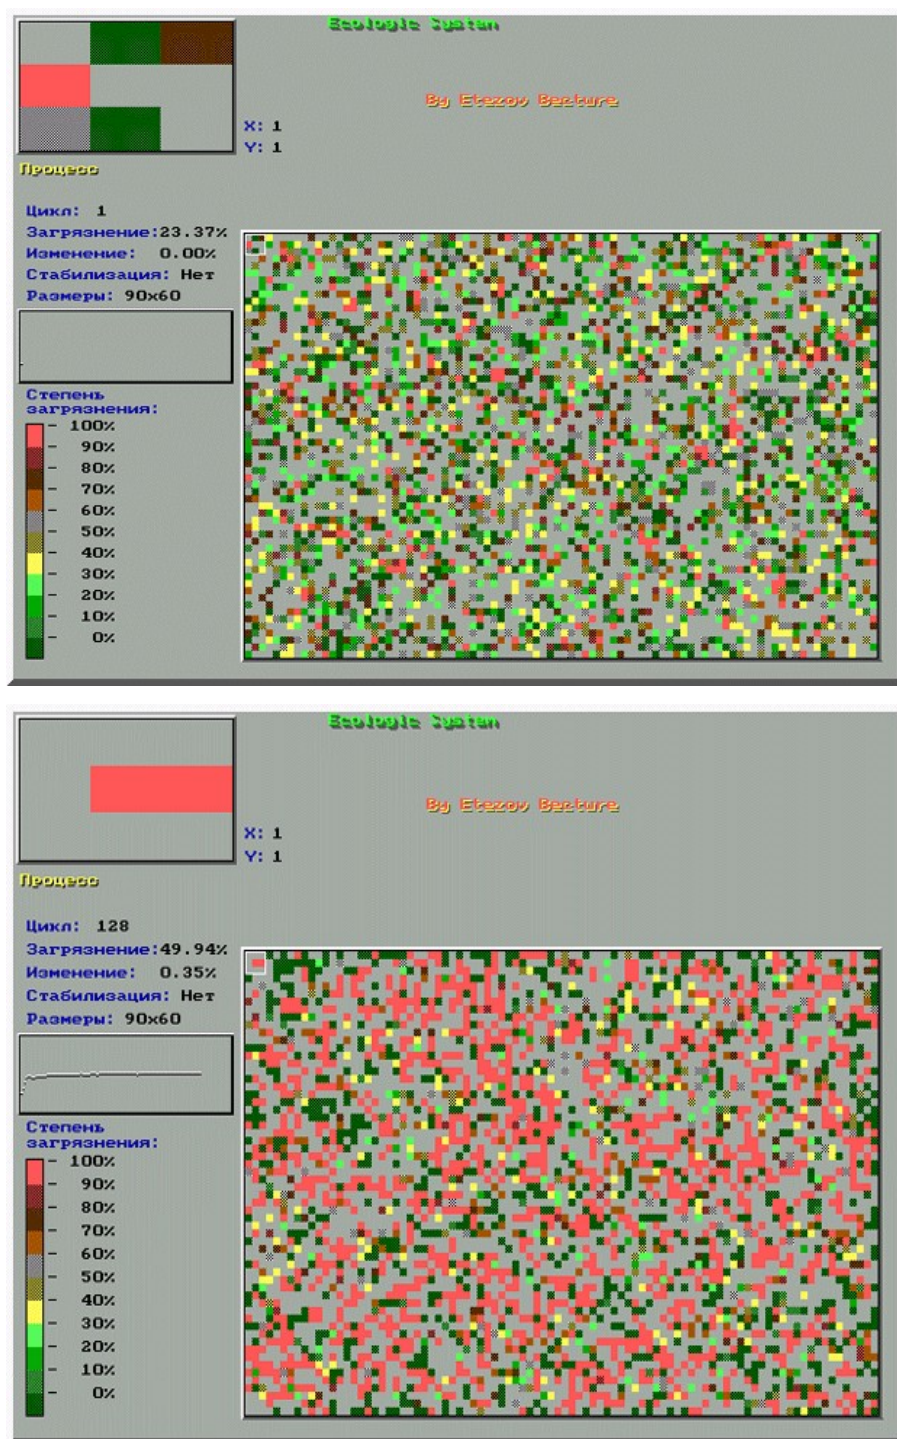 Ecologic System
By Etezov Becture
X: 1
Y: 1
Процесс
Цикл: 1
Загрязнение:23.37%
Изменение: 0.00%
Стабилизация: Нет
Размеры: 90x60
Степень
загрязнения:
100%
90%
80%
70%
60%
50%
40%
30%
20%
10%
0%
Ecologic System
By Etezov Becture
X: 1
Y: 1
Процесс
Цикл: 128
Загрязнение:49.94%
Изменение: 0.35%
Стабилизация: Нет
Размеры: 90x60
Степень
загрязнения:
100%
90%
80%
70%
60%
50%
40%
30%
20%
10%
0%